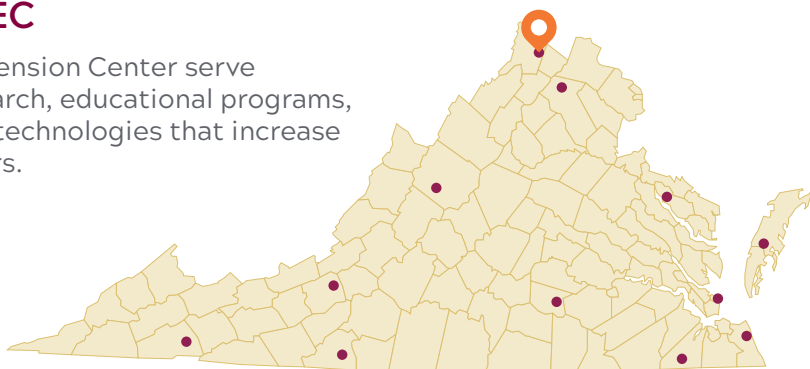 EC
ension Center serve
arch, educational programs,
technologies that increase
rs.